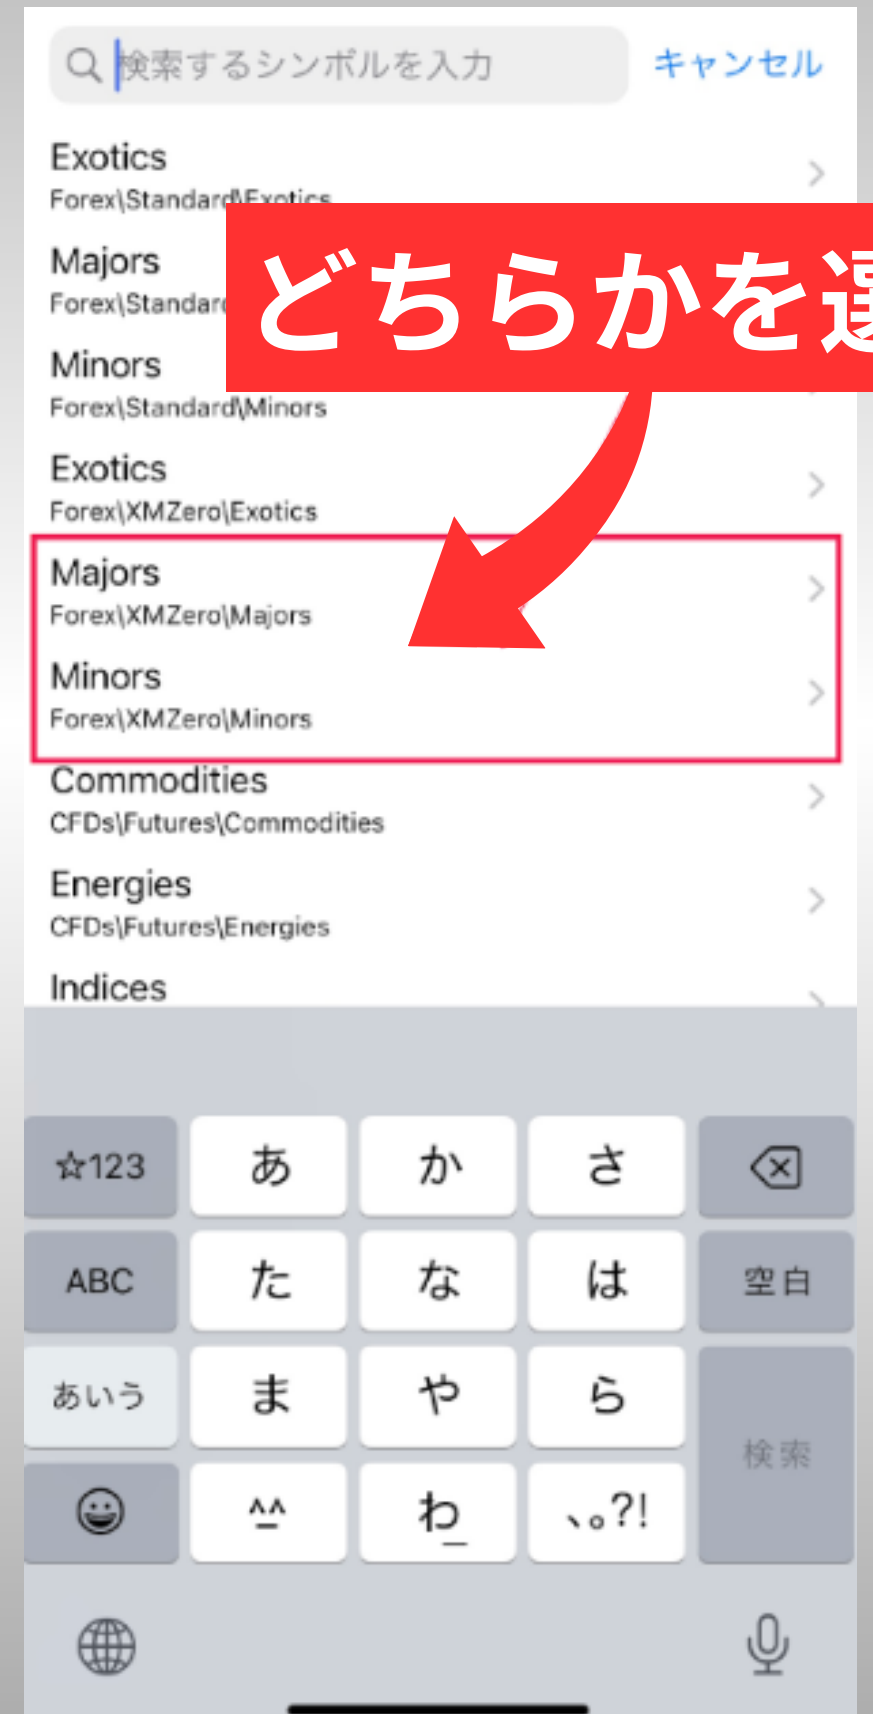 検索するシンボルを入力 キャンセル
Exotics
Forex\Standard\Exotics
Majors
どちらかを
Minors
Forex\Standard\Minors
Exotics
Forex\XMZero\Exotics
Majors
Forex\XMZero\Majors
Minors
Forex\XMZero\Minors
Commodities
CFDs\Futures\Commodities
Energies
CFDs\Futures\Energies
Indices
☆123 あ か さ
ABC た な は 空白
あいう ま や ら
検索
^^ わ 、。?!